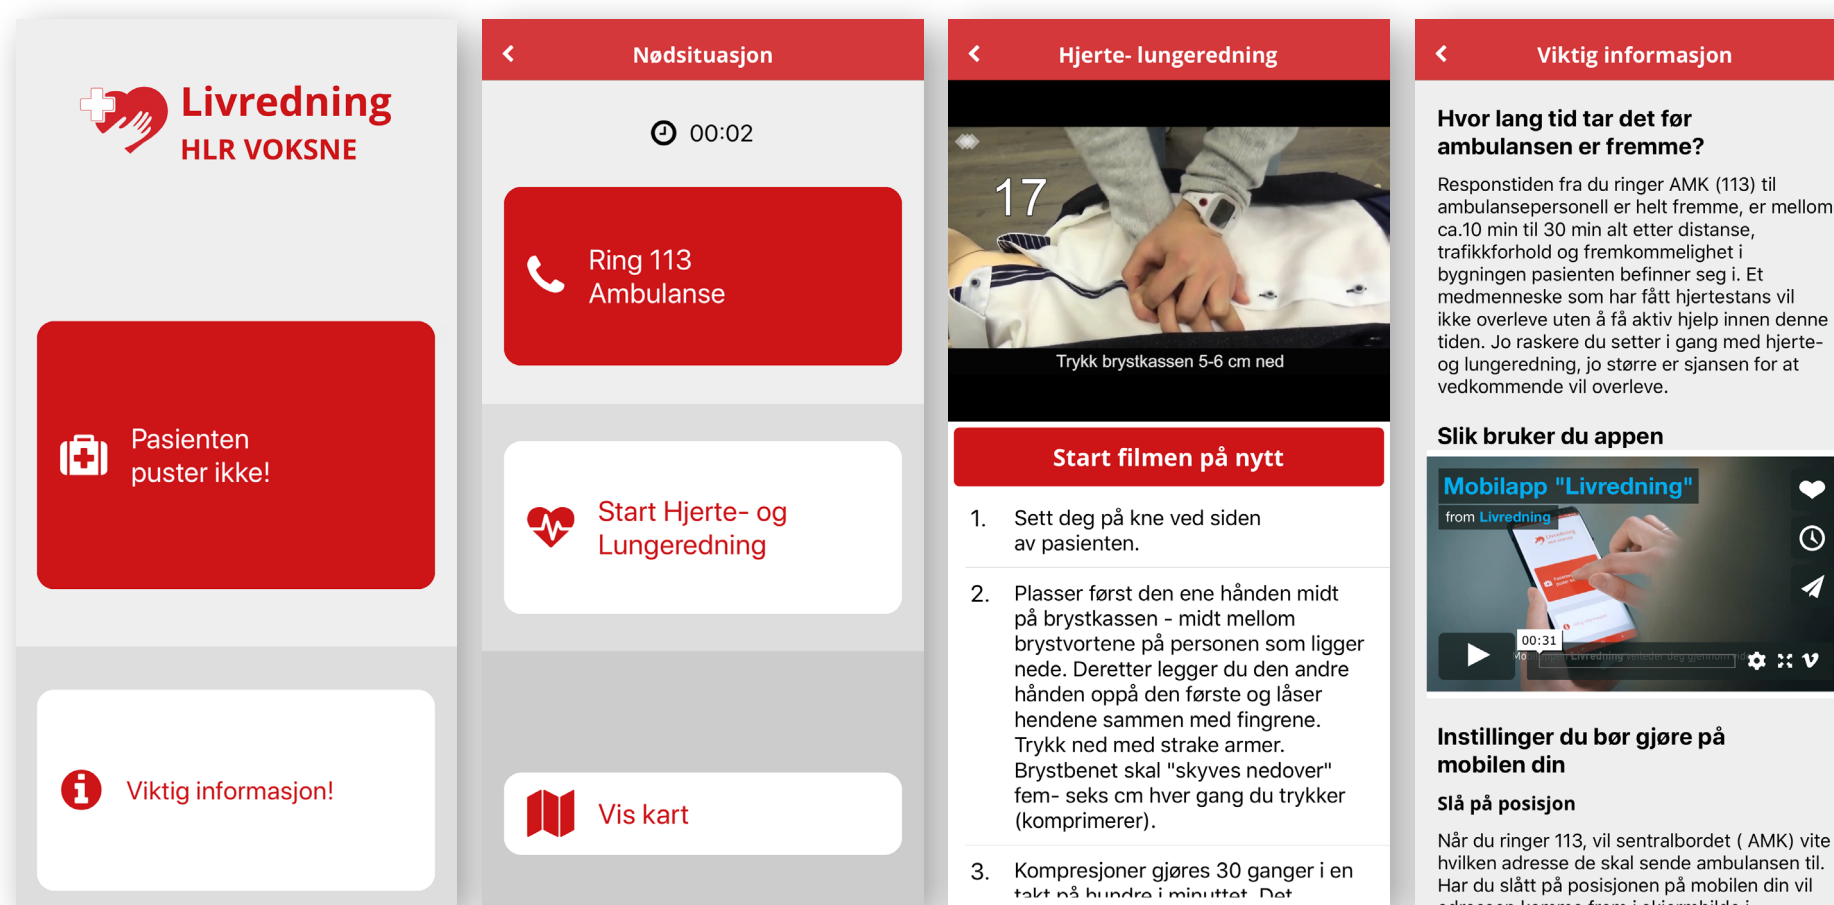 Livredning
HLR VOKSNE
Pasienten
puster ikke!
Viktig informasjon!
Nødsituasjon
00:02
Ring 113
Ambulanse
Start Hjerte- og
Lungeredning
Vis kart
Hjerte- lungeredning
17
Trykk brystkassen 5-6 cm ned
Start filmen på nytt
1. Sett deg på kne ved siden
av pasienten.
2. Plasser først den ene hånden midt
på brystkassen - midt mellom
brystvortene på personen som ligger
nede. Deretter legger du den andre
hånden oppå den første og låser
hendene sammen med fingrene.
Trykk ned med strake armer.
Brystbenet skal "skyves nedover"
fem- seks cm hver gang du trykker
(komprimerer).
3. Kompresjoner gjøres 30 ganger i en
takt på hundre i minuttet. Det
Viktig informasjon
Hvor lang tid tar det før
ambulansen er fremme?
Responstiden fra du ringer AMK (113) til
ambulansepersonell er helt fremme, er mellom
ca.10 min til 30 min alt etter distanse,
trafikkforhold og fremkommelighet i
bygningen pasienten befinner seg i. Et
medmenneske som har fått hjertestans vil
ikke overleve uten å få aktiv hjelp innen denne
tiden. Jo raskere du setter i gang med hjerte-
og lungeredning, jo større er sjansen for at
vedkommende vil overleve.
Slik bruker du appen
Mobilapp "Livredning"
from Livredning
Livredning
00:31
Livredning veileder deg gjennom
Instillinger du bør gjøre på
mobilen din
Slå på posisjon
Når du ringer 113, vil sentralbordet ( AMK) vite
hvilken adresse de skal sende ambulansen til.
Har du slått på posisjonen på mobilen din vil